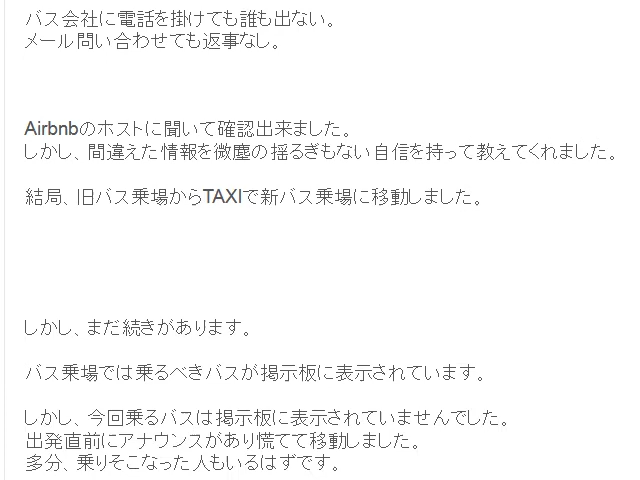 バス会社に電話を掛けても誰も出ない。
メール問い合わせても返事なし。
Airbnbのホストに聞いて確認出来ました。
しかし、間違えた情報を微塵の揺るぎもない自信を持って教えてくれました。
結局、旧バス乗場からTAXIで新バス乗場に移動しました。
しかし、まだ続きがあります。
バス乗場では乗るべきバスが掲示板に表示されています。
しかし、今回乗るバスは掲示板に表示されていませんでした。
出発直前にアナウンスがあり慌てて移動しました。
多分、乗りそこなった人もいるはずです。